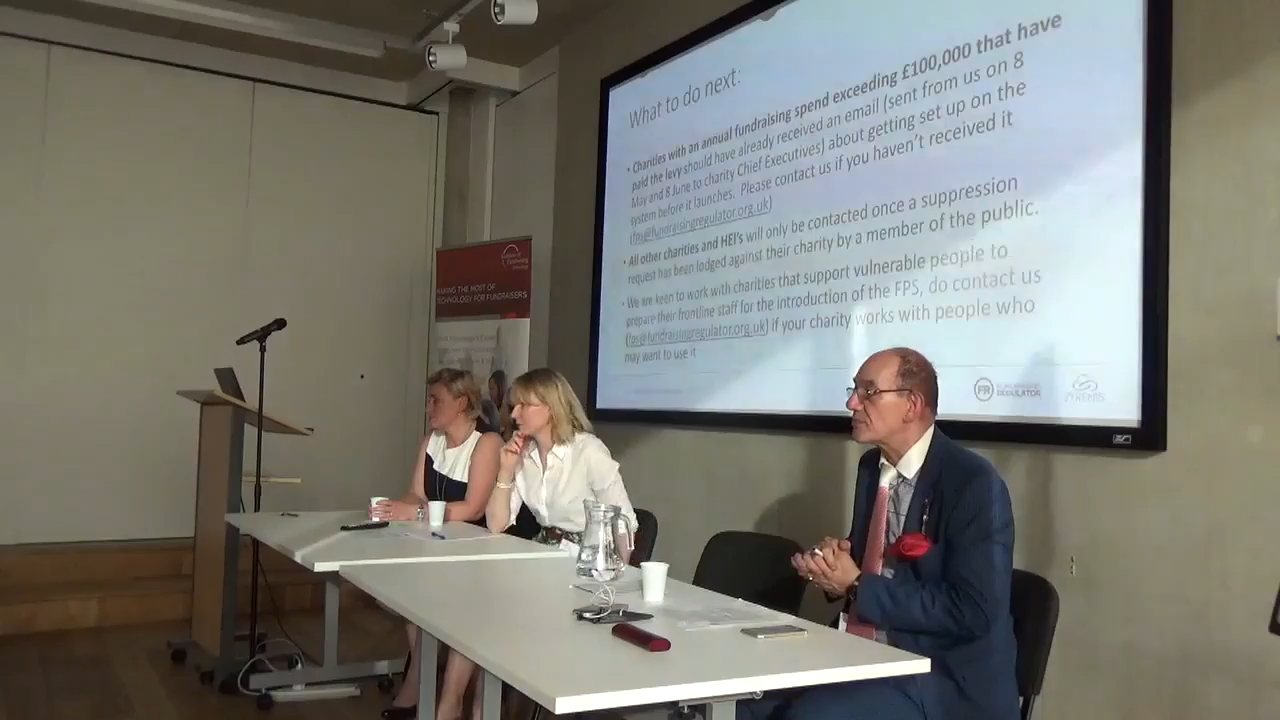 What to do next:
• Charities with an annual fundraising spend exceeding £100,000 that have
paid the levy should have already received an email (sent from us on 8
May and 8 June to charity Chief Executives) about getting set up on the
system before it launches. Please contact us if you haven't received it
(fps@fundraisingregulator.org.uk)
• All other charities and HEI's will only be contacted once a suppression
request has been lodged against their charity by a member of the public.
• We are keen to work with charities that support vulnerable people to
prepare their frontline staff for the introduction of the FPS, do contact us
(fps@fundraisingregulator.org.uk) if your charity works with people who
may want to use it
FR
REGULATOR
MAKING THE MOST OF
TECHNOLOGY FOR FUNDRAISERS